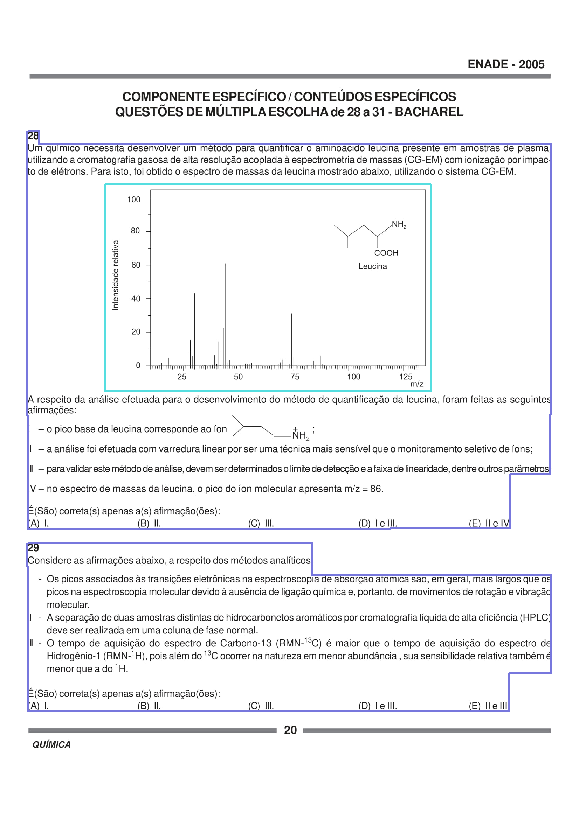 ENADE - 2005
COMPONENTE ESPECÍFICO / CONTEÚDOS ESPECÍFICOS
QUESTÕES DE MÚLTIPLA ESCOLHA de 28 a 31 - BACHAREL
28
Um químico necessita desenvolver um método para quantificar o aminoácido leucina presente em amostras de plasma,
utilizando a cromatografia gasosa de alta resolução acoplada à espectrometria de massas (CG-EM) com ionização por impac-
to de elétrons. Para isto, foi obtido o espectro de massas da leucina mostrado abaixo, utilizando o sistema CG-EM.
100
80
60
40
20
0
Intensidade relativa
25 50 75 100 125
m/z
NH2
COOH
Leucina
A respeito da análise efetuada para o desenvolvimento do método de quantificação da leucina, foram feitas as seguintes
afirmações:
– o pico base da leucina corresponde ao íon + NH2 ;
I – a análise foi efetuada com varredura linear por ser uma técnica mais sensível que o monitoramento seletivo de íons;
II – para validar este método de análise, devem ser determinados o limite de detecção e a faixa de linearidade, dentre outros parâmetros;
V – no espectro de massas da leucina, o pico do íon molecular apresenta m/z = 86.
É(São) correta(s) apenas a(s) afirmação(ões):
(A) I. (B) II. (C) III. (D) I e III. (E) II e IV
29
Considere as afirmações abaixo, a respeito dos métodos analíticos
- Os picos associados às transições eletrônicas na espectroscopia de absorção atômica são, em geral, mais largos que os
picos na espectroscopia molecular devido à ausência de ligação química e, portanto, de movimentos de rotação e vibração
molecular.
I - A separação de duas amostras distintas de hidrocarbonetos aromáticos por cromatografia líquida de alta eficiência (HPLC)
deve ser realizada em uma coluna de fase normal.
II - O tempo de aquisição do espectro de Carbono-13 (RMN-13C) é maior que o tempo de aquisição do espectro de
Hidrogênio-1 (RMN-1H), pois além do 13C ocorrer na natureza em menor abundância , sua sensibilidade relativa também é
menor que a do 1H.
É(São) correta(s) apenas a(s) afirmação(ões):
(A) I. (B) II. (C) III. (D) I e III. (E) II e III
20
QUÍMICA